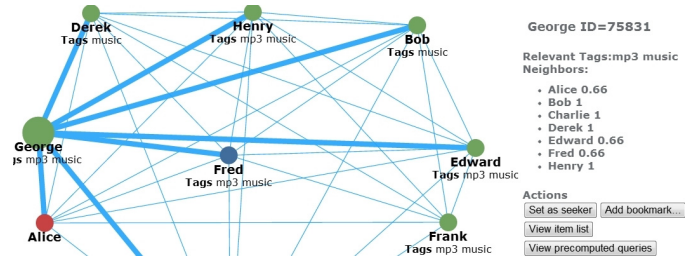 Derek
Tags music
Henry
Tags mp3 music
Bob
Tags music
George
gs mp3 music
Fred
Tags mp3 music
Edward
Tags mp3 music
Alice
Frank
Tags mp3 music
George ID=75831
Relevant Tags:mp3 music
Neighbors:
Alice 0.66
Bob 1
Charlie 1
Derek 1
Edward 0.66
Fred 0.66
Henry 1
Actions
Set as seeker
Add bookmark...
View item list
View precomputed queries